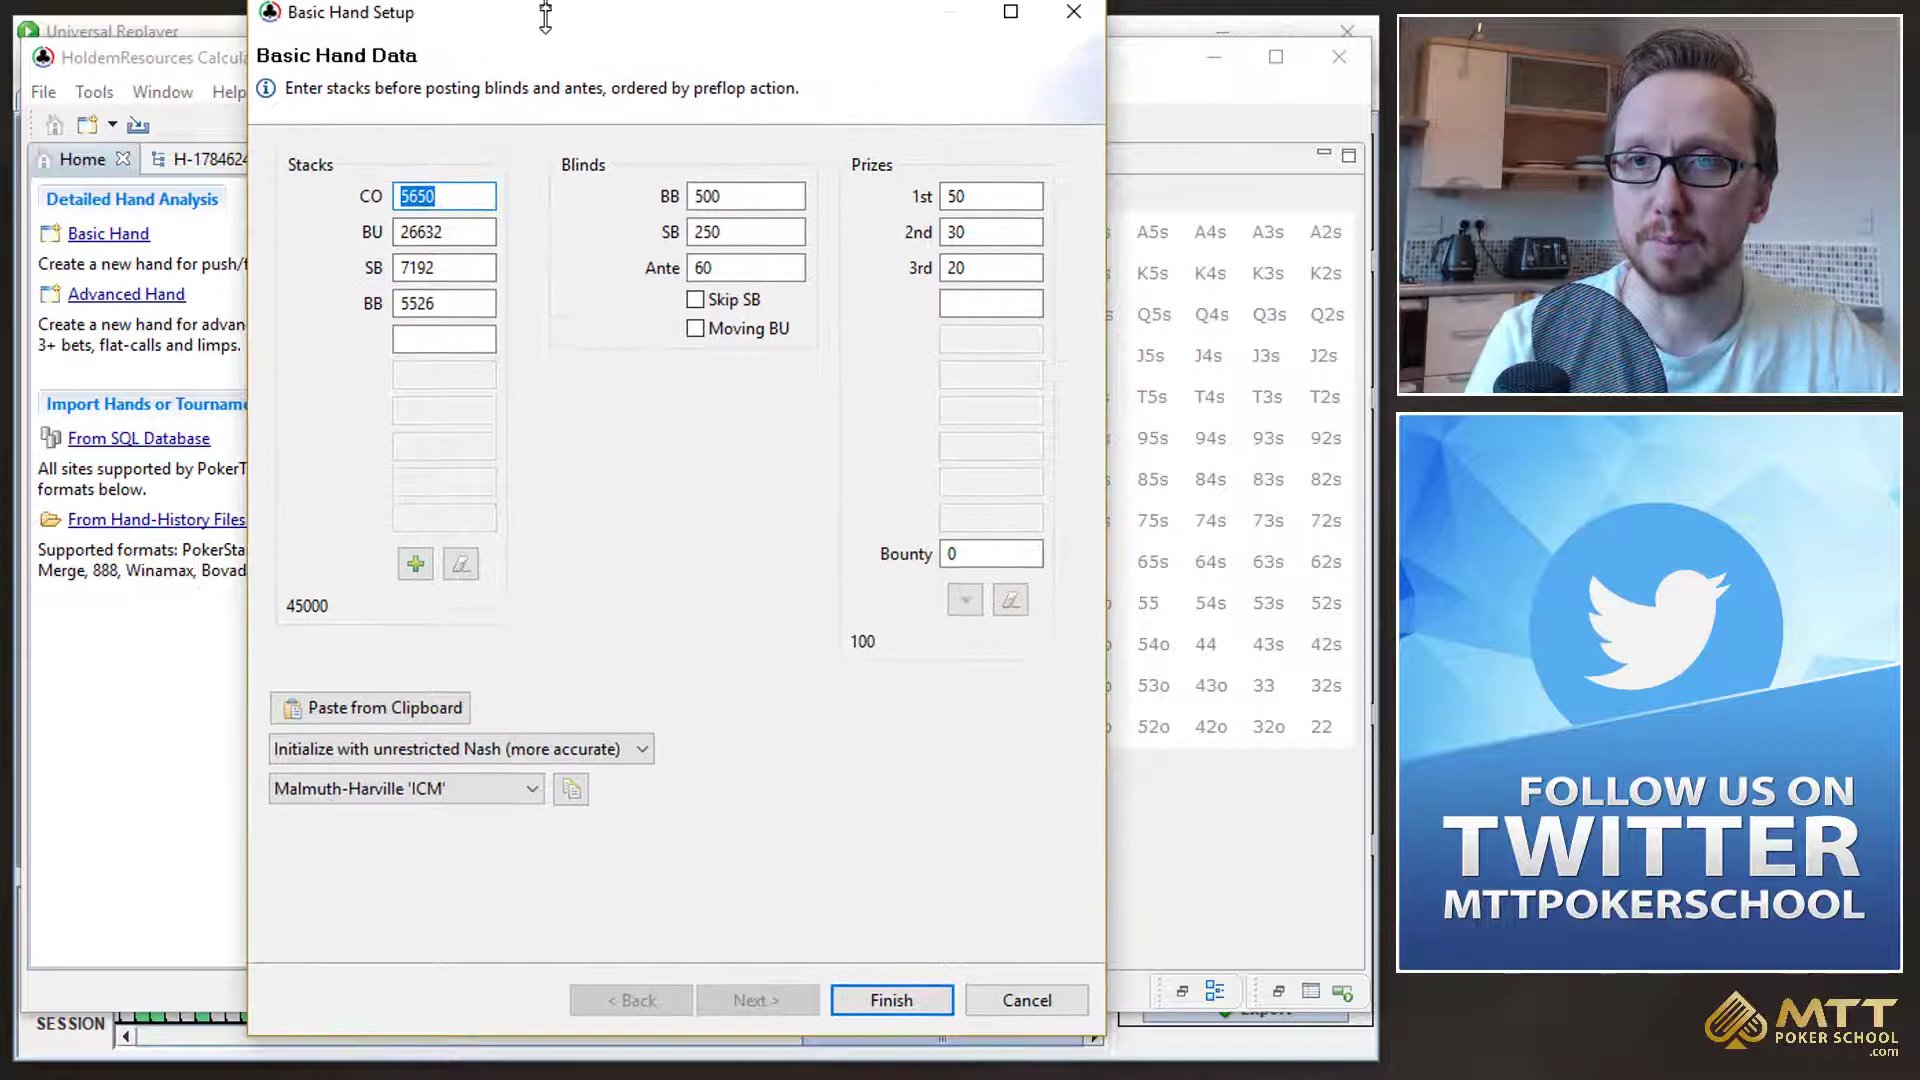 Universal Replayer
HoldemResources Calcula
File Tools Window Help
Home H-1784624
Detailed Hand Analysis
Basic Hand
Create a new hand for push/f
Advanced Hand
Create a new hand for advan
3+ bets, flat-calls and limps.
Import Hands or Tourname
From SQL Database
All sites supported by PokerT
formats below.
From Hand-History Files
Supported formats: PokerSta
Merge, 888, Winamax, Bovad
SESSION
Basic Hand Setup
Basic Hand Data
Enter stacks before posting blinds and antes, ordered by preflop action.
Stacks
CO 5650
BU 26632
SB 7192
BB 5526
45000
Blinds
BB 500
SB 250
Ante 60
Skip SB
Moving BU
Prizes
1st 50
2nd 30
3rd 20
Bounty 0
100
Paste from Clipboard
Initialize with unrestricted Nash (more accurate)
Malmuth-Harville 'ICM'
< Back Next > Finish Cancel
A5s A4s A3s A2s
K5s K4s K3s K2s
Q5s Q4s Q3s Q2s
J5s J4s J3s J2s
T5s T4s T3s T2s
95s 94s 93s 92s
85s 84s 83s 82s
75s 74s 73s 72s
65s 64s 63s 62s
55 54s 53s 52s
54o 44 43s 42s
53o 43o 33 32s
52o 42o 32o 22
FOLLOW US ON
TWITTER
MTTPOKERSCHOOL
MTT
POKER SCHOOL
.com